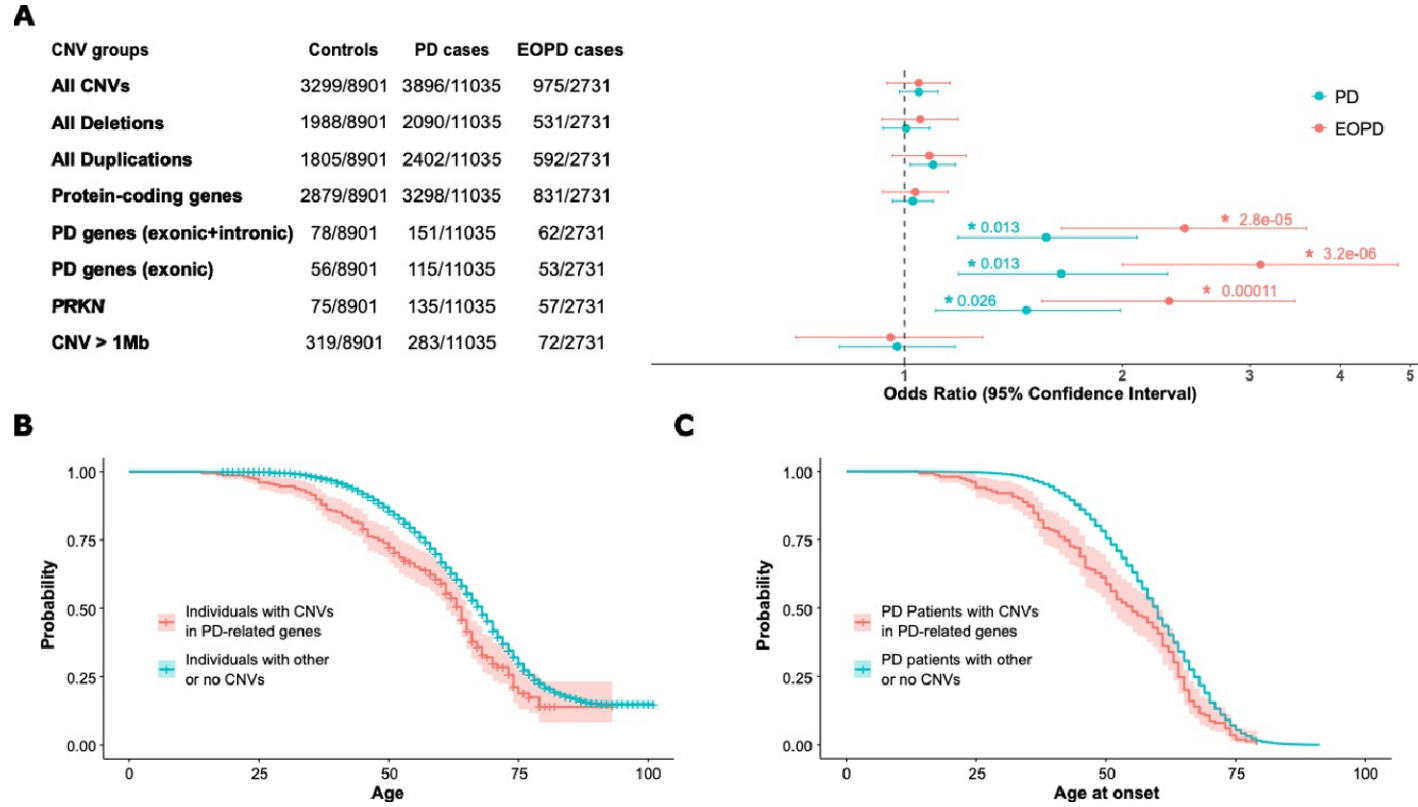 A
CNV groups Controls PD cases EOPD cases
All CNVs 3299/8901 3896/11035 975/2731
All Deletions 1988/8901 2090/11035 531/2731
All Duplications 1805/8901 2402/11035 592/2731
Protein-coding genes 2879/8901 3298/11035 831/2731
PD genes (exonic+intronic) 78/8901 151/11035 62/2731
PD genes (exonic) 56/8901 115/11035 53/2731
PRKN 75/8901 135/11035 57/2731
CNV > 1Mb 319/8901 283/11035 72/2731
PD
EOPD
* 0.013 * 2.8e-05
* 0.013 * 3.2e-06
* 0.026 * 0.00011
1 2 3 4 5
Odds Ratio (95% Confidence Interval)
B
Probability
1.00
0.75
0.50
0.25
0.00
Individuals with CNVs
in PD-related genes
Individuals with other
or no CNVs
0 25 50 75 100
Age
C
Probability
1.00
0.75
0.50
0.25
0.00
PD Patients with CNVs
in PD-related genes
PD patients with other
or no CNVs
0 25 50 75 100
Age at onset